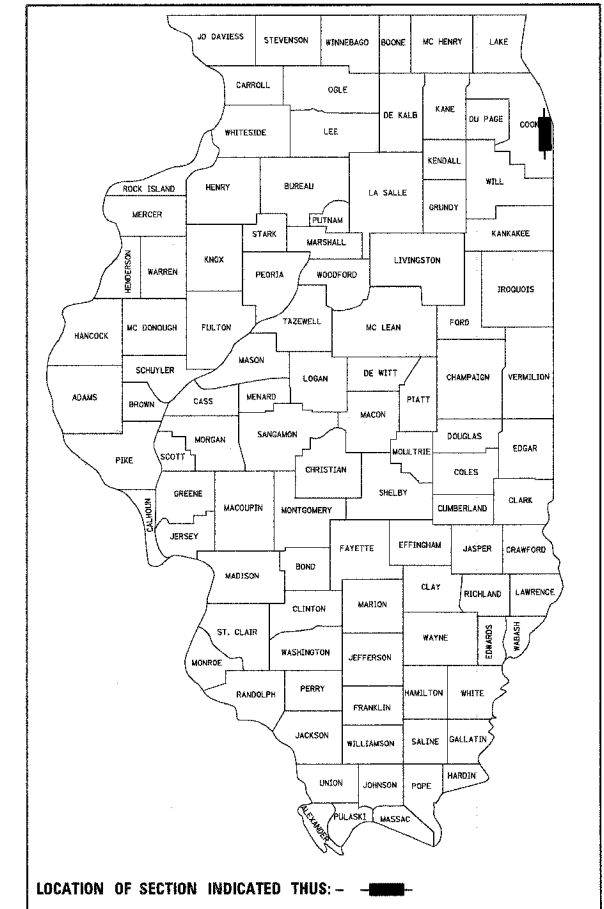 JO DAVIESS STEVENSON WINNEBAGO BOONE MC HENRY LAKE
CARROLL OGLE
DE KALB KANE DU PAGE COOK
WHITESIDE LEE
KENDALL WILL
ROCK ISLAND HENRY BUREAU LA SALLE
GRUNDY
MERCER PUTNAM
KANKAKEE
STARK MARSHALL
HENDERSON WARREN KNOX PEORIA WOODFORD LIVINGSTON
IROQUOIS
HANCOCK MC DONOUGH FULTON TAZEWELL MC LEAN FORD
MASON
SCHUYLER LOGAN DE WITT
ADAMS BROWN CASS MENARD CHAMPAIGN VERMILION
MACON PIATT
MORGAN SANGAMON DOUGLAS
PIKE SCOTT MOULTRIE EDGAR
CHRISTIAN COLES
GREENE SHELBY
CALHOUN MACOUPIN MONTGOMERY CUMBERLAND CLARK
JERSEY
FAYETTE EFFINGHAM JASPER CRAWFORD
MADISON BOND
CLAY RICHLAND LAWRENCE
CLINTON MARION
ST. CLAIR WAYNE EDWARDS WABASH
WASHINGTON JEFFERSON
MONROE
RANDOLPH PERRY HAMILTON WHITE
FRANKLIN
JACKSON WILLIAMSON SALINE GALLATIN
HARDIN
UNION JOHNSON POPE
ALEXANDER PULASKI MASSAC
LOCATION OF SECTION INDICATED THUS: -